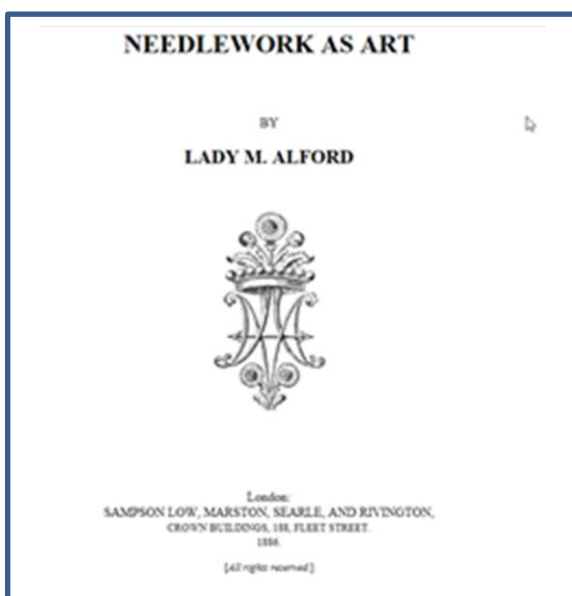 NEEDLEWORK AS ART
BY
LADY M. ALFORD
London:
SAMPSON LOW, MARSTON, SEARLE, AND RIVINGTON,
CROWN BUILDINGS, 188, FLEET STREET.
1886.
[All rights reserved]